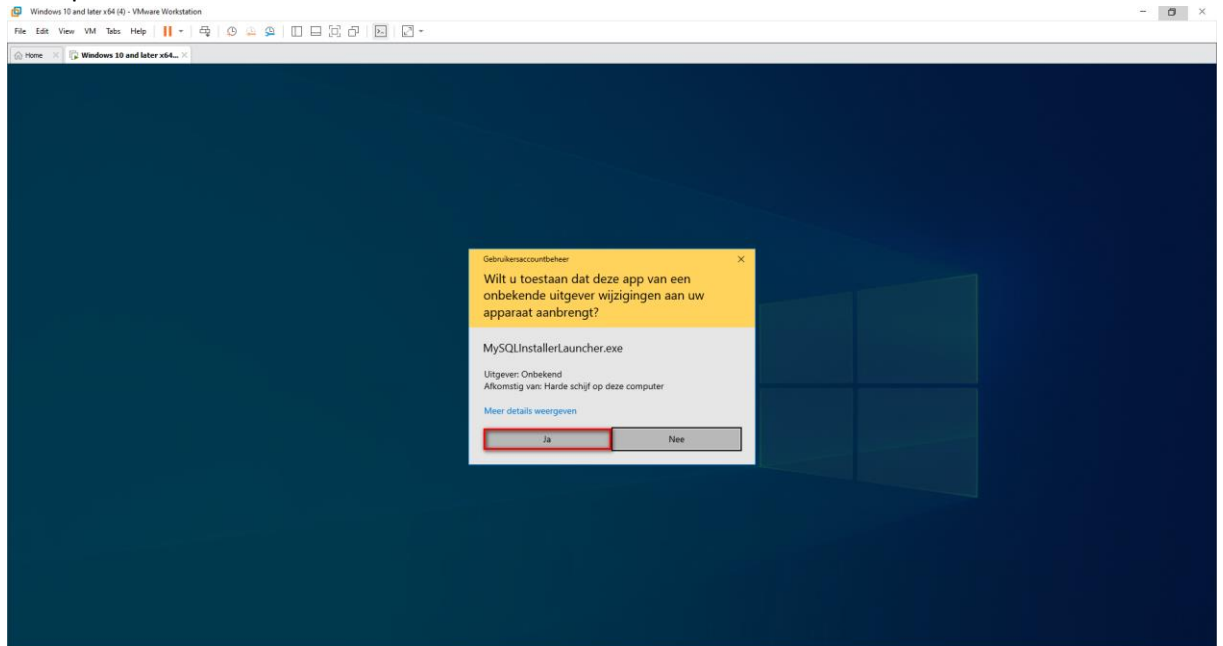 Windows 10 and later x64 (4) - VMware Workstation
File Edit View VM Tabs Help
Home
Windows 10 and later x64...
Gebruikersaccountbeheer
Wilt u toestaan dat deze app van een
onbekende uitgever wijzigingen aan uw
apparaat aanbrengt?
MySQLInstallerLauncher.exe
Uitgever: Onbekend
Afkomstig van: Harde schijf op deze computer
Meer details weergeven
Ja Nee